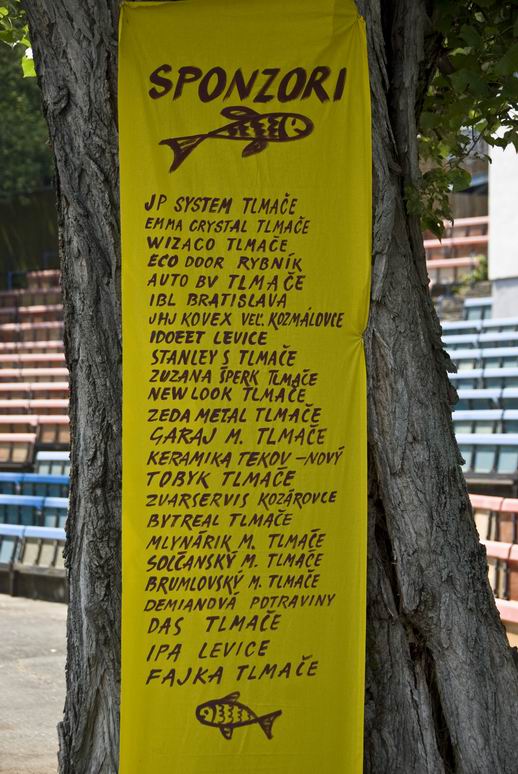 SPONZORI
JP SYSTEM TLMAČE
EMMA CRYSTAL TLMAČE
WIZACO TLMAČE
ECO DOOR RYBNÍK
AUTO BV TLMAČE
IBL BRATISLAVA
JHJ KOVEX VEĽ. KOZMÁLOVCE
IDOEET LEVICE
STANLEY S TLMAČE
ZUZANA ŠPERK TLMAČE
NEW LOOK TLMAČE
ZEDA METAL TLMAČE
GARAJ M. TLMAČE
KERAMIKA TEKOV - NOVÝ
TOBYK TLMAČE
ZVARSERVIS KOZÁROVCE
BYTREAL TLMAČE
MLYNÁRIK M. TLMAČE
SOLČANSKÝ M. TLMAČE
BRUMLOVSKÝ M. TLMAČE
DEMIANOVÁ POTRAVINY
DAS TLMAČE
IPA LEVICE
FAJKA TLMAČE